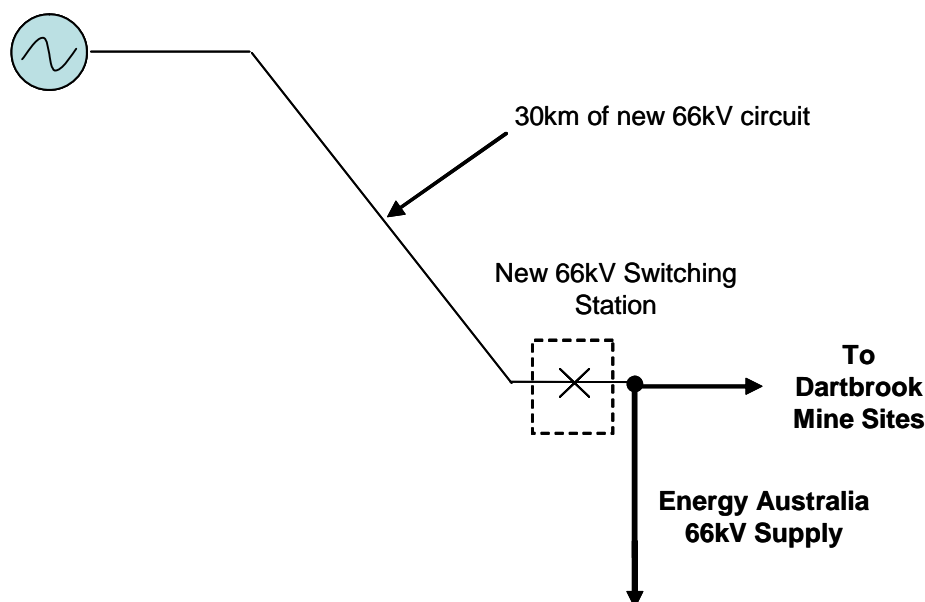 30km of new 66kV circuit
New 66kV Switching
Station
To
Dartbrook
Mine Sites
Energy Australia
66kV Supply